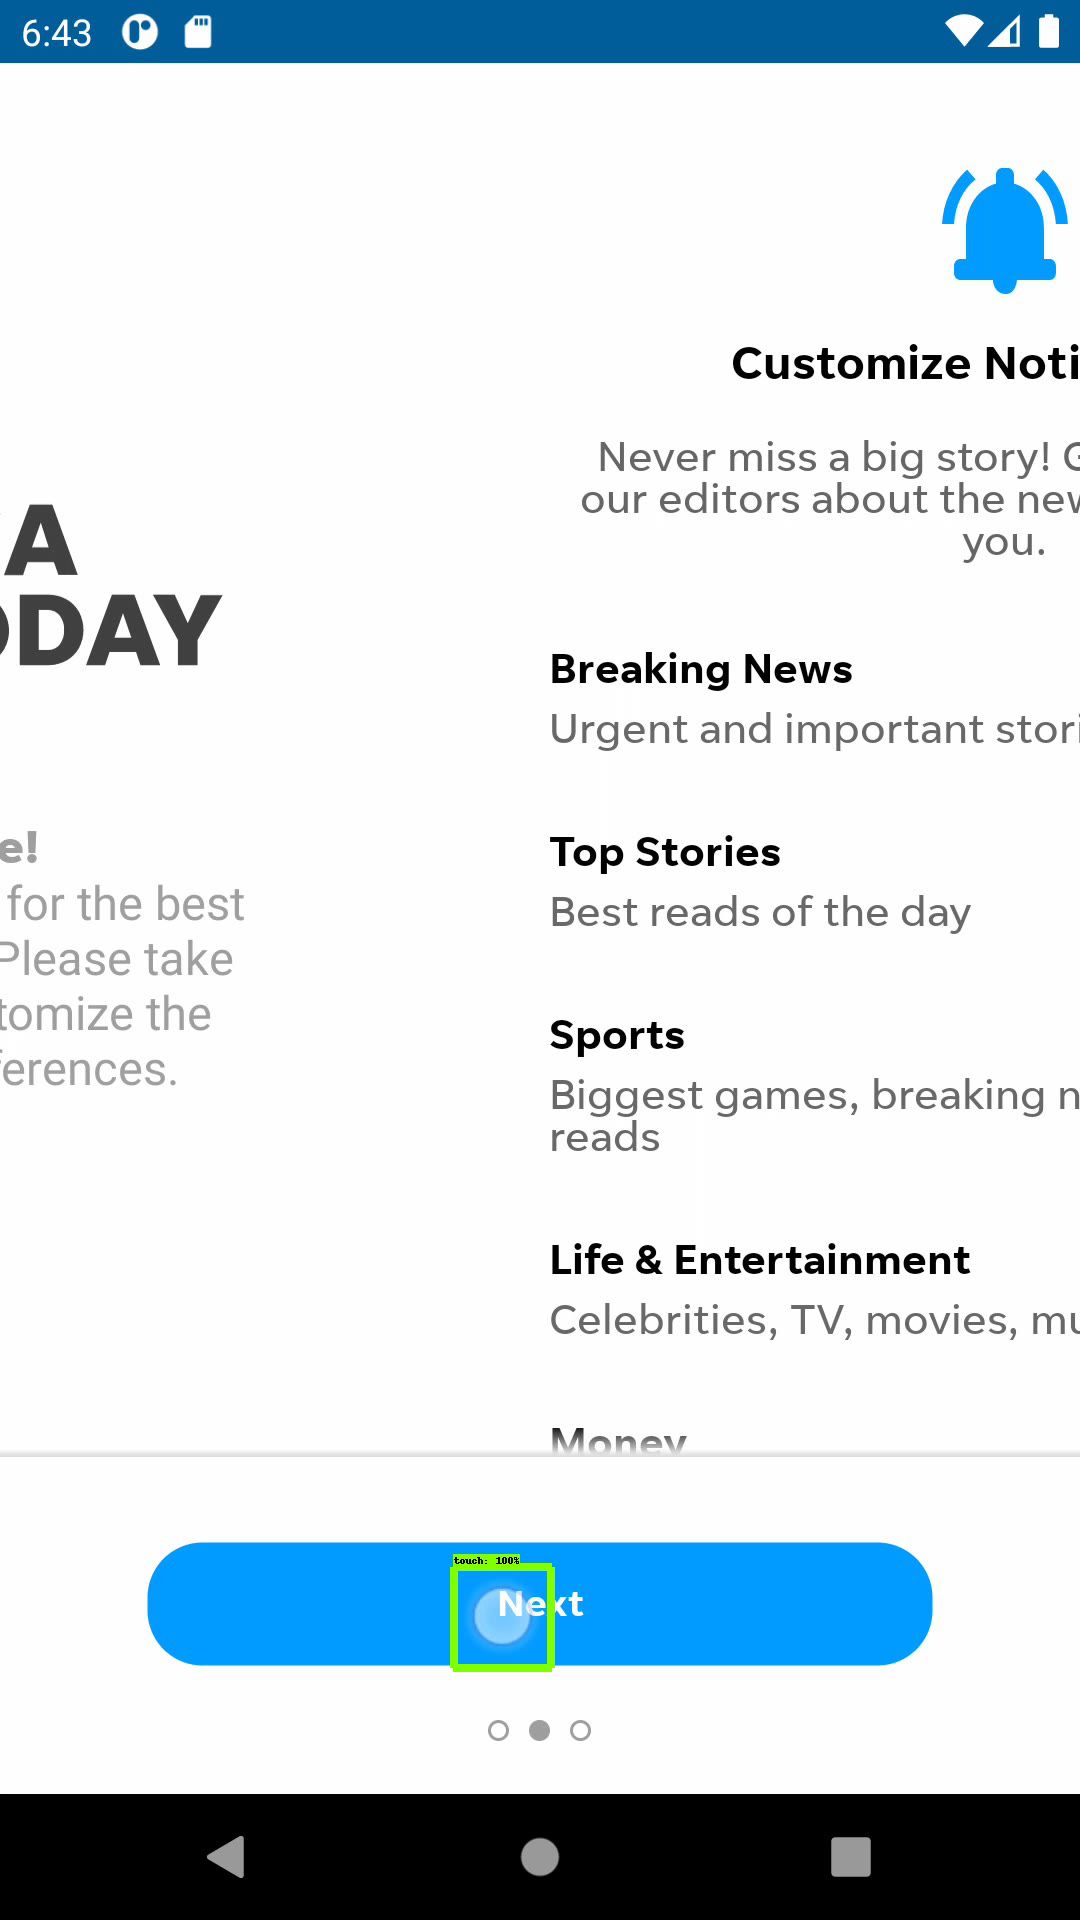 6:43
Customize Noti
Never miss a big story! G
our editors about the new
you.
A
ODAY
Breaking News
Urgent and important stori
e!
for the best
Please take
tomize the
ferences.
Top Stories
Best reads of the day
Sports
Biggest games, breaking n
reads
Life & Entertainment
Celebrities, TV, movies, mu
Money
touch: 100%
Next